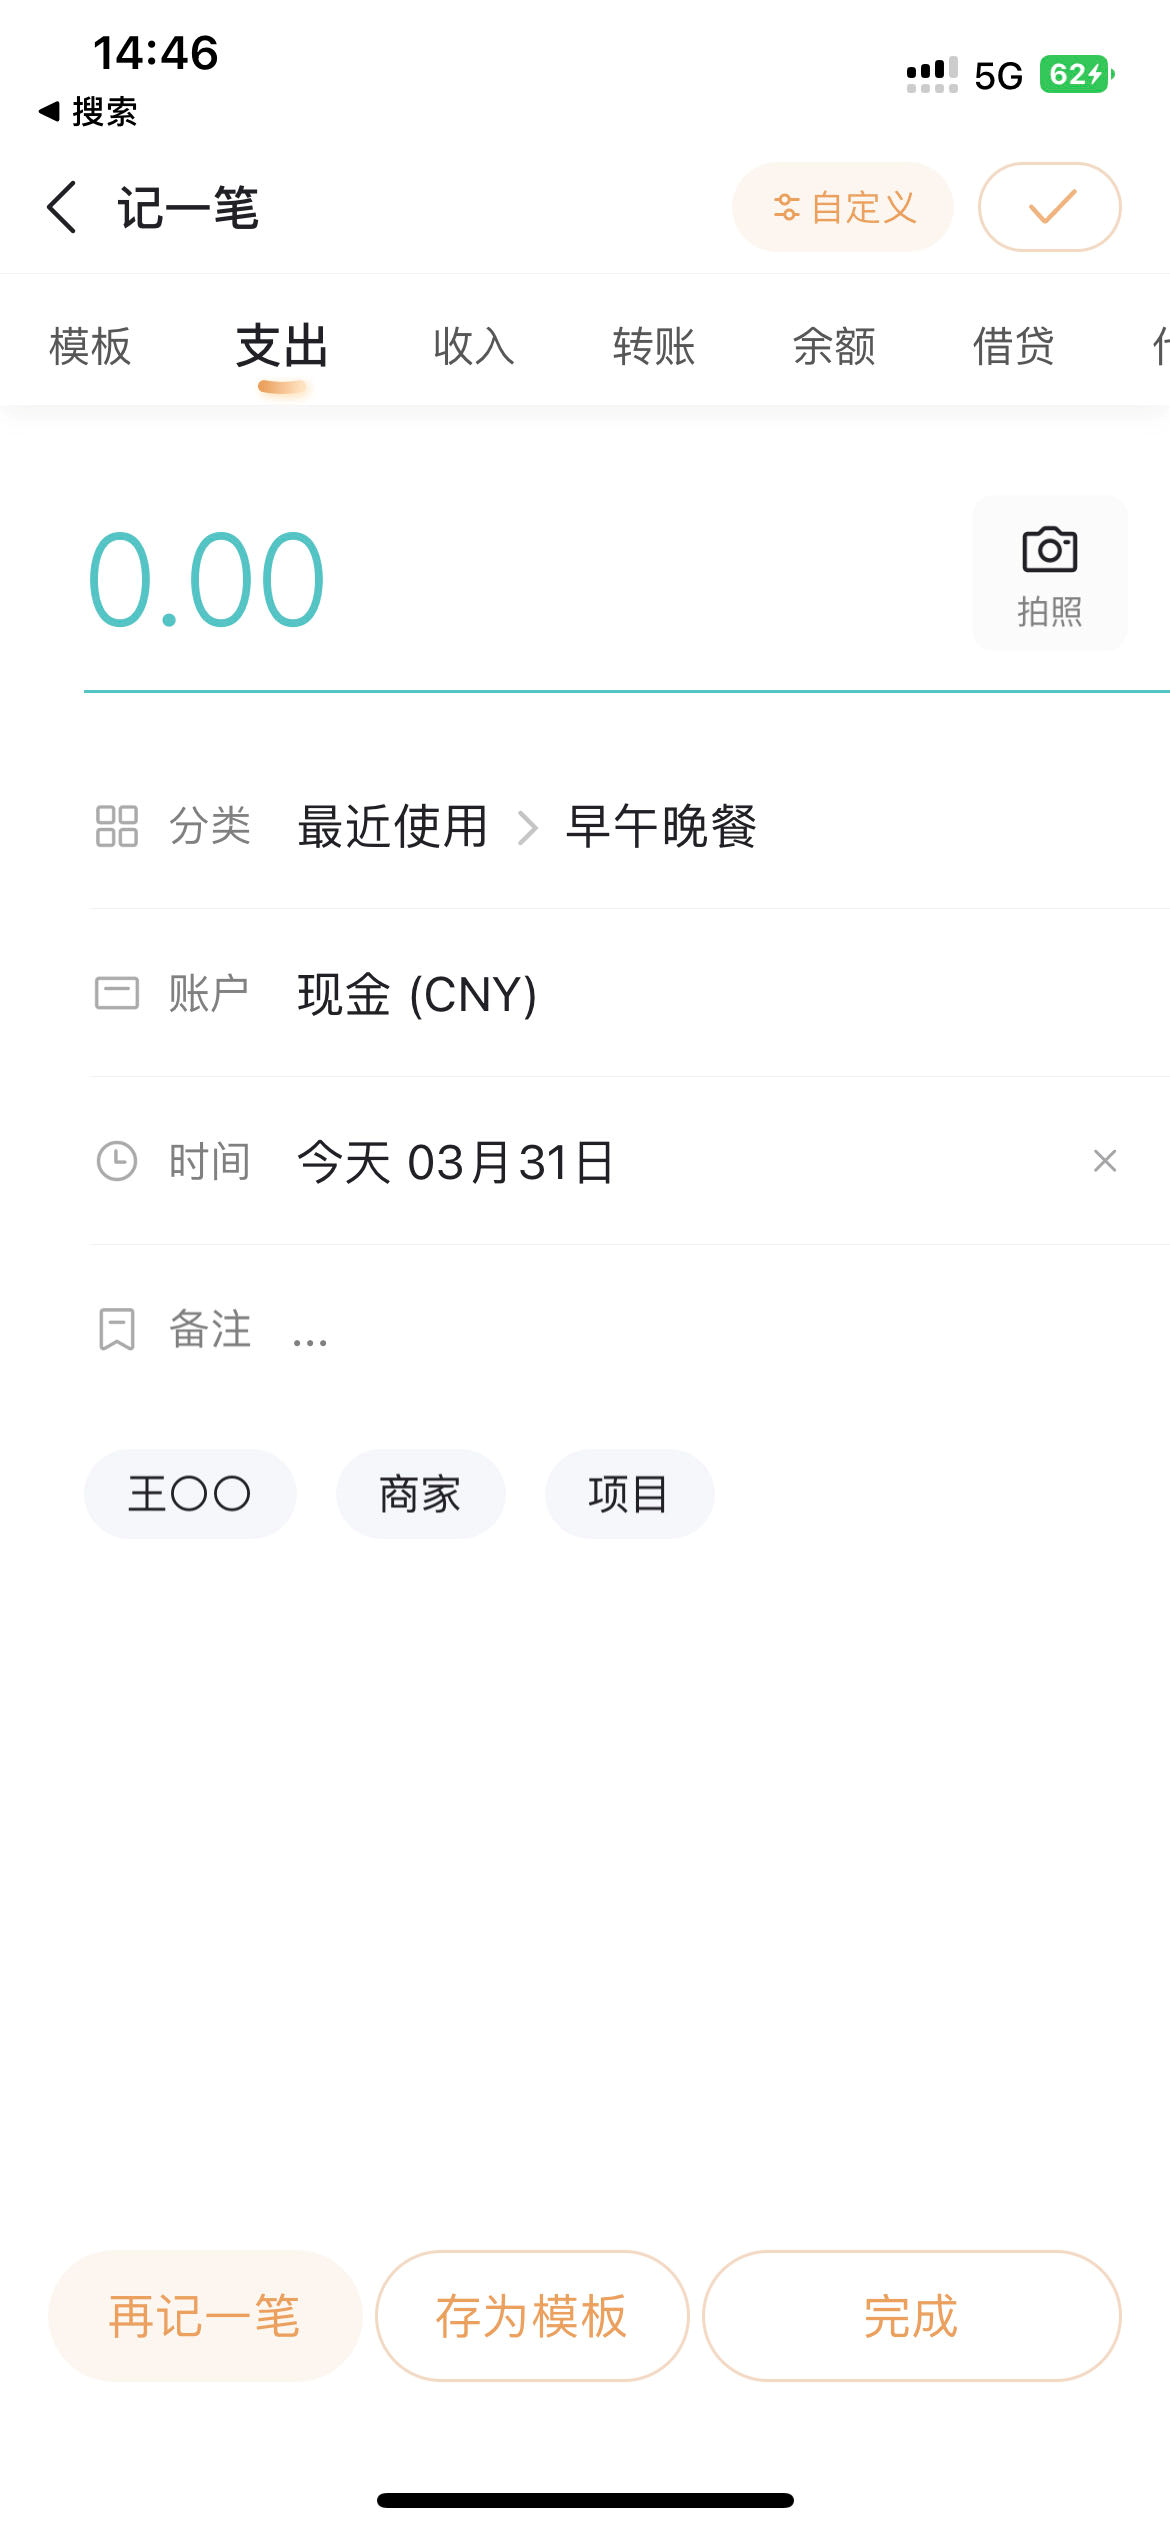 14:46
搜索
5G 62
记一笔
自定义
模板 支出 收入 转账 余额 借贷
0.00
拍照
分类 最近使用 早午晚餐
账户 现金 (CNY)
时间 今天 03月31日
备注 ...
王〇〇 商家 项目
再记一笔 存为模板 完成